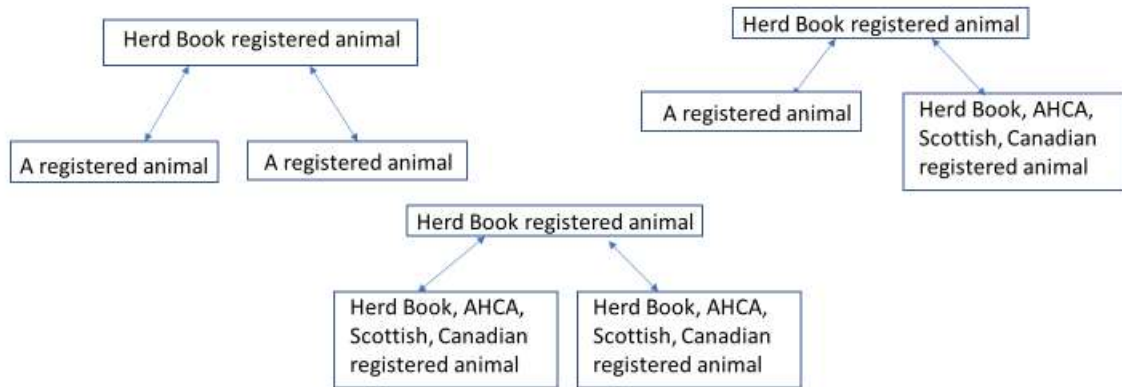 Herd Book registered animal
A registered animal
A registered animal
Herd Book registered animal
A registered animal
Herd Book, AHCA,
Scottish, Canadian
registered animal
Herd Book registered animal
Herd Book, AHCA,
Scottish, Canadian
registered animal
Herd Book, AHCA,
Scottish, Canadian
registered animal